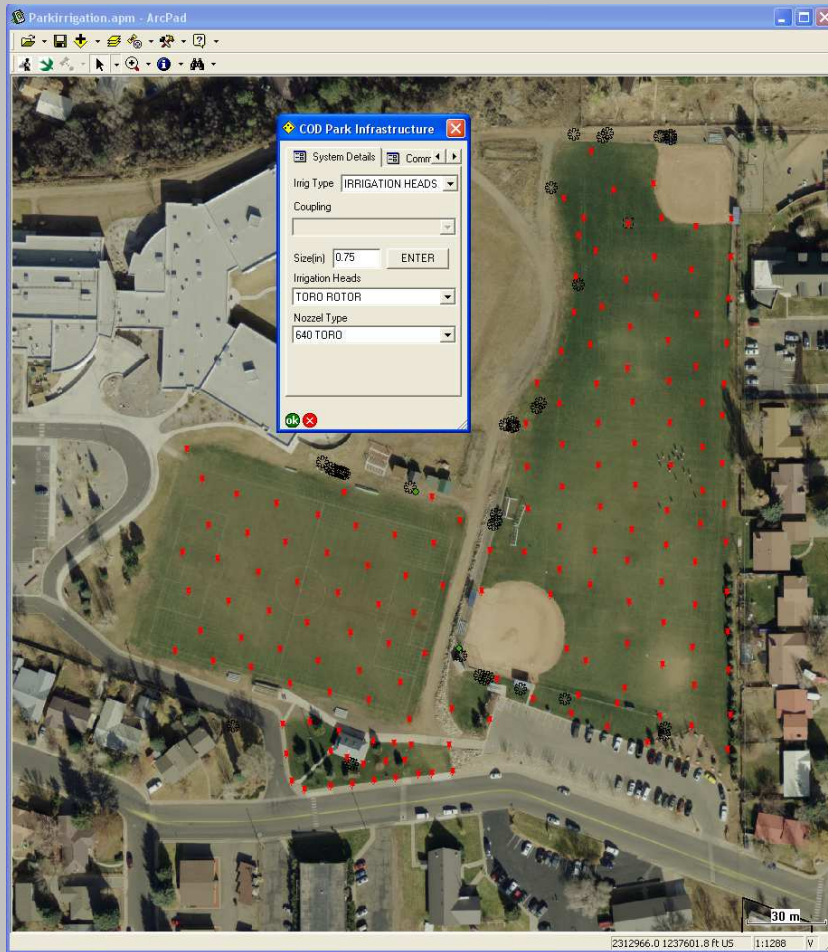 Parkirrigation.apm - ArcPad
COD Park Infrastructure
System Details
Comr
Irrig Type IRRIGATION HEADS
Coupling
Size(in) 0.75 ENTER
Irrigation Heads
TORO ROTOR
Nozzel Type
640 TORO
ok
30 m
2312966.0 1237601.8 ft US 1:1288 V